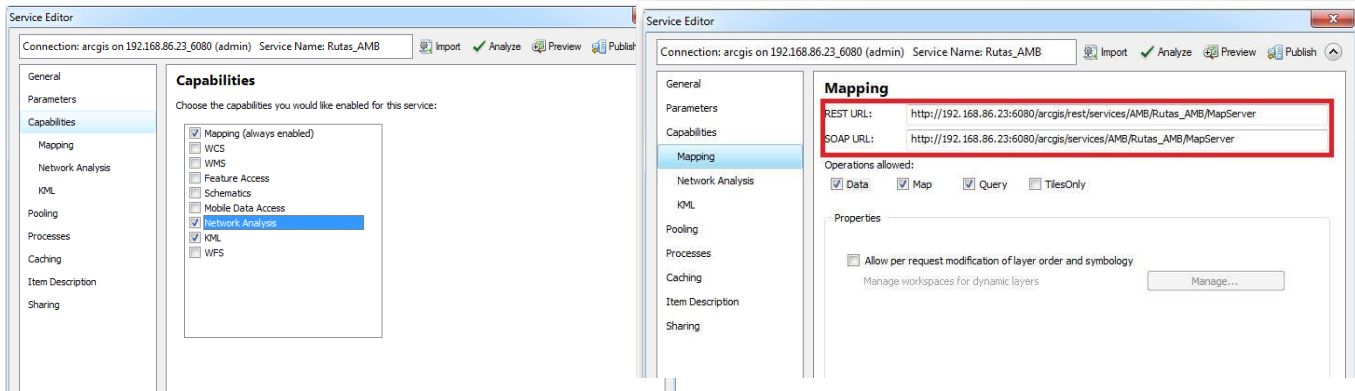 Service Editor
Connection: arcgis on 192.168.86.23_6080 (admin) Service Name: Rutas_AMB
Import
Analyze
Preview
Publish
General
Parameters
Capabilities
Mapping
Network Analysis
KML
Pooling
Processes
Caching
Item Description
Sharing
Capabilities
Choose the capabilities you would like enabled for this service:
Mapping (always enabled)
WCS
WMS
Feature Access
Schematics
Mobile Data Access
Network Analysis
KML
WFS
Service Editor
Connection: arcgis on 192.168.86.23_6080 (admin) Service Name: Rutas_AMB
Import
Analyze
Preview
Publish
General
Parameters
Capabilities
Mapping
Network Analysis
KML
Pooling
Processes
Caching
Item Description
Sharing
Mapping
REST URL: http://192.168.86.23:6080/arcgis/rest/services/AMB/Rutas_AMB/MapServer
SOAP URL: http://192.168.86.23:6080/arcgis/services/AMB/Rutas_AMB/MapServer
Operations allowed:
Data Map Query TilesOnly
Properties
Allow per request modification of layer order and symbology
Manage workspaces for dynamic layers
Manage...